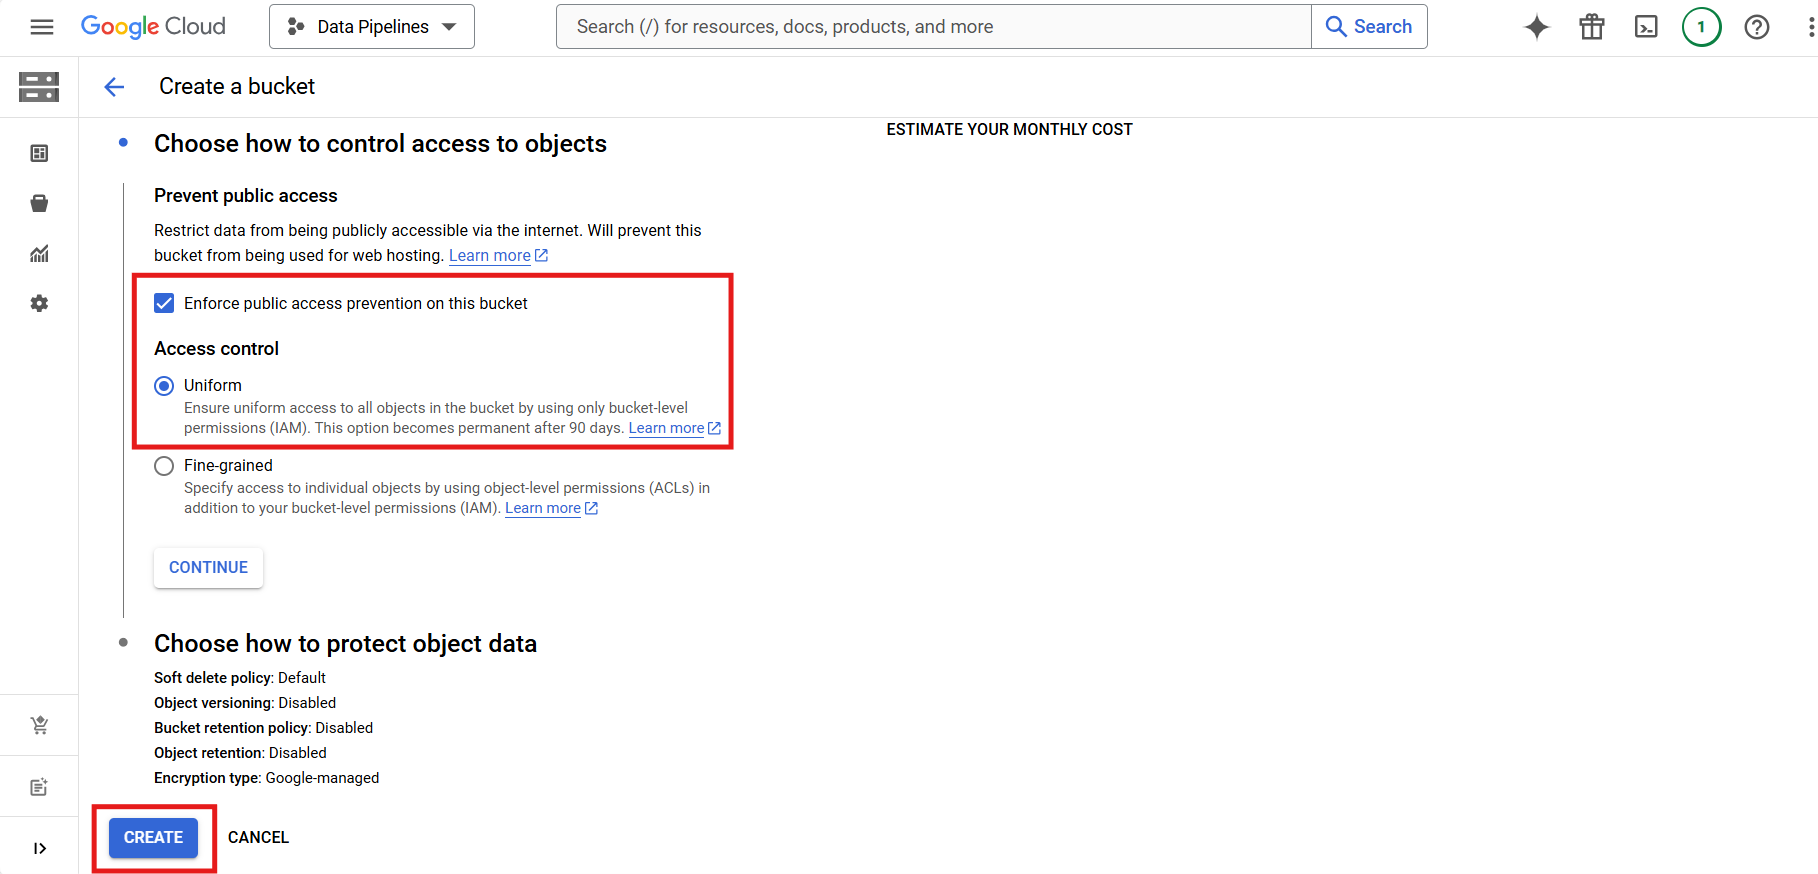 Google Cloud
Data Pipelines
Search (/) for resources, docs, products, and more
Search
1
Create a bucket
Choose how to control access to objects
ESTIMATE YOUR MONTHLY COST
Prevent public access
Restrict data from being publicly accessible via the internet. Will prevent this
bucket from being used for web hosting. Learn more
Enforce public access prevention on this bucket
Access control
Uniform
Ensure uniform access to all objects in the bucket by using only bucket-level
permissions (IAM). This option becomes permanent after 90 days. Learn more
Fine-grained
Specify access to individual objects by using object-level permissions (ACLs) in
addition to your bucket-level permissions (IAM). Learn more
CONTINUE
Choose how to protect object data
Soft delete policy: Default
Object versioning: Disabled
Bucket retention policy: Disabled
Object retention: Disabled
Encryption type: Google-managed
CREATE
CANCEL